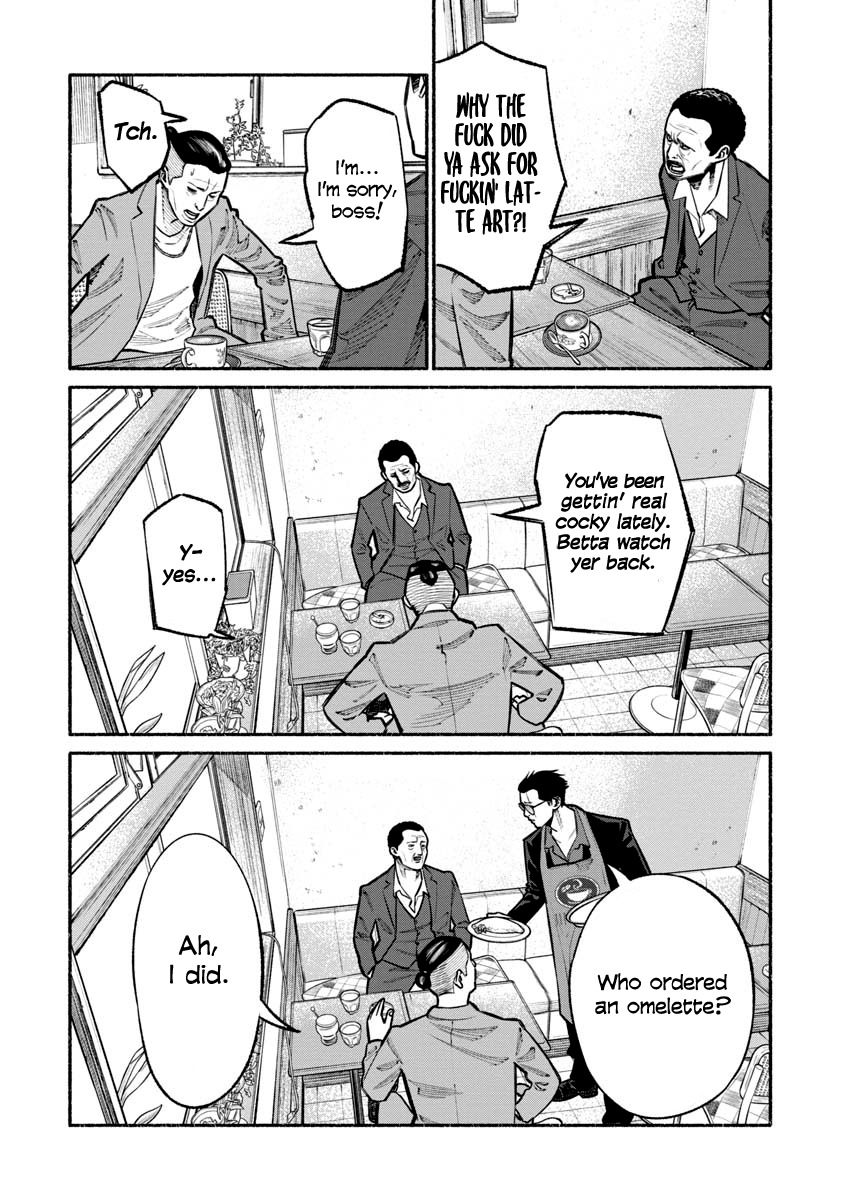 WHY THE
FUCK DID
YA ASK FOR
FUCKIN' LAT-
TE ART?!
I'm...
I'm sorry,
boss!
Tch.
You've been
gettin' real
cocky lately.
Betta watch
yer back.
Y-
yes...
Who ordered
an omelette?
Ah,
I did.